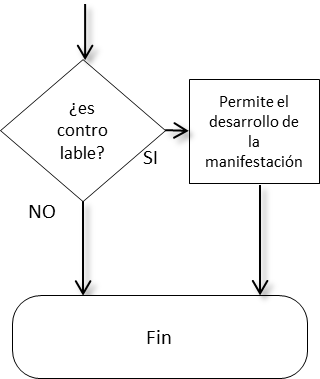 ¿es
contro
lable?
SI
Permite el
desarrollo de
la
manifestación
NO
Fin